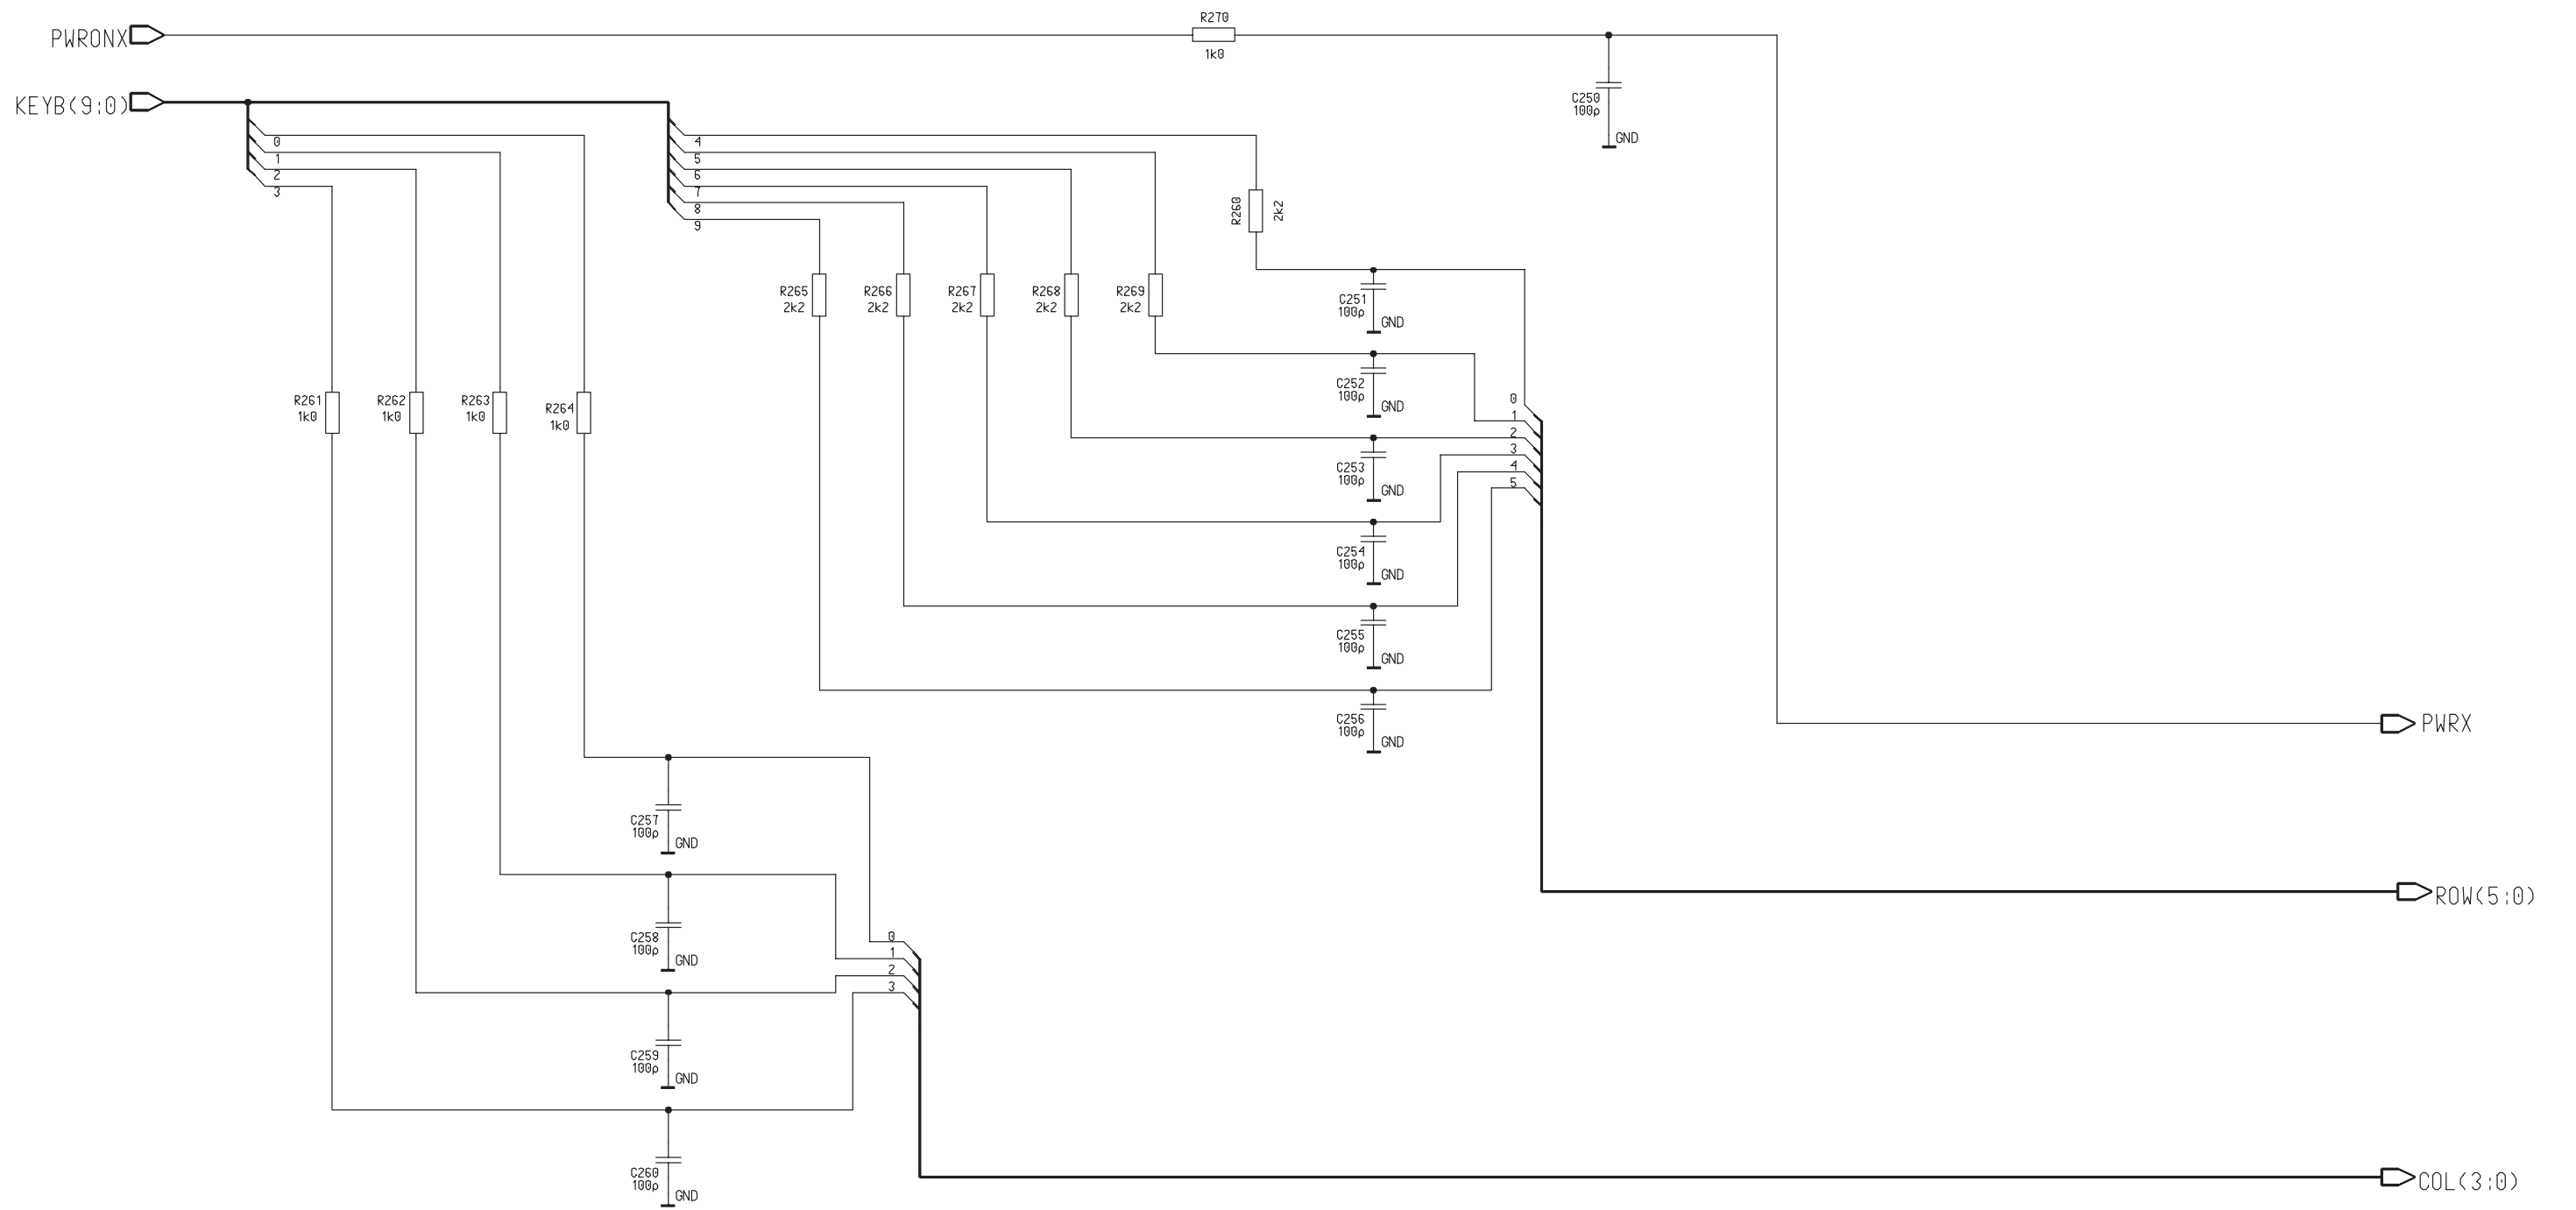 R270
PWRONX
1k0
KEYB(9:0)
C250
100p
GND
0
1
2
3
4
5
6
7
8
9
R260
2k2
R265
2k2
R266
2k2
R267
2k2
R268
2k2
R269
2k2
C251
100p
GND
C252
100p
GND
R261
1k0
R262
1k0
R263
1k0
R264
1k0
0
1
2
3
4
5
C253
100p
GND
C254
100p
GND
C255
100p
GND
C256
100p
GND
PWRX
C257
100p
GND
ROW(5:0)
C258
100p
GND
0
1
2
3
C259
100p
GND
C260
100p
GND
COL(3:0)